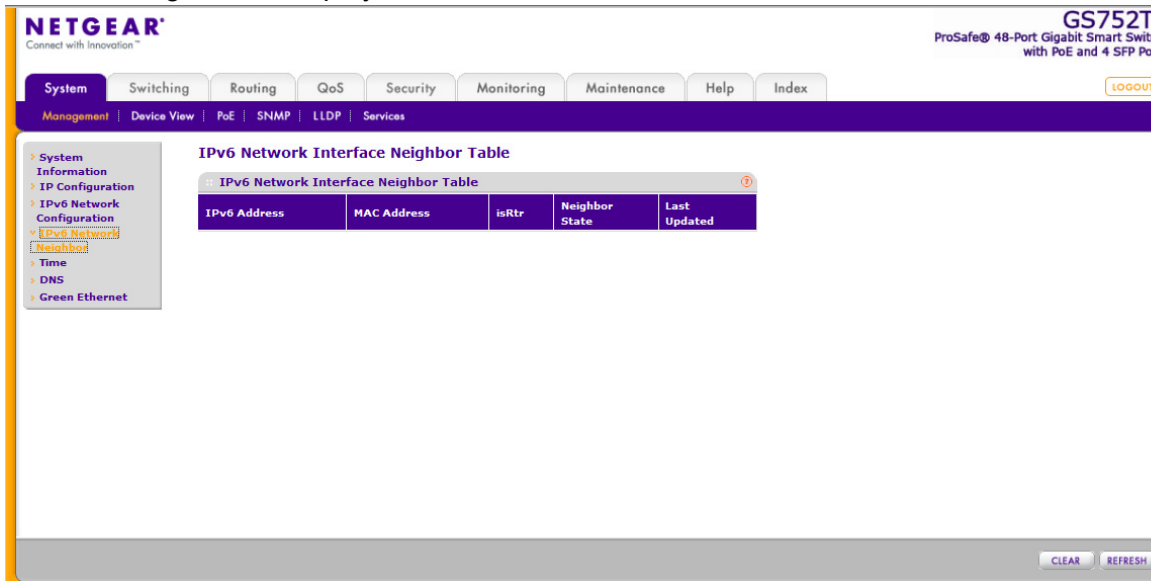 NETGEAR
Connect with Innovation™
GS752T
ProSafe® 48-Port Gigabit Smart Swit
with PoE and 4 SFP Po
System Switching Routing QoS Security Monitoring Maintenance Help Index LOGOUT
Management Device View PoE SNMP LLDP Services
System
Information
IP Configuration
IPv6 Network
Configuration
IPv6 Network
Neighbor
Time
DNS
Green Ethernet
IPv6 Network Interface Neighbor Table
IPv6 Network Interface Neighbor Table
IPv6 Address MAC Address isRtr Neighbor State Last Updated
CLEAR REFRESH